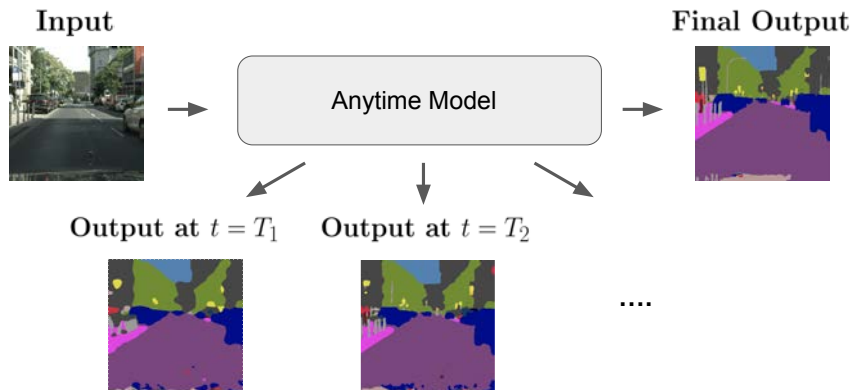 Input
Final Output
Anytime Model
Output at t = T₁
Output at t = T₂
....